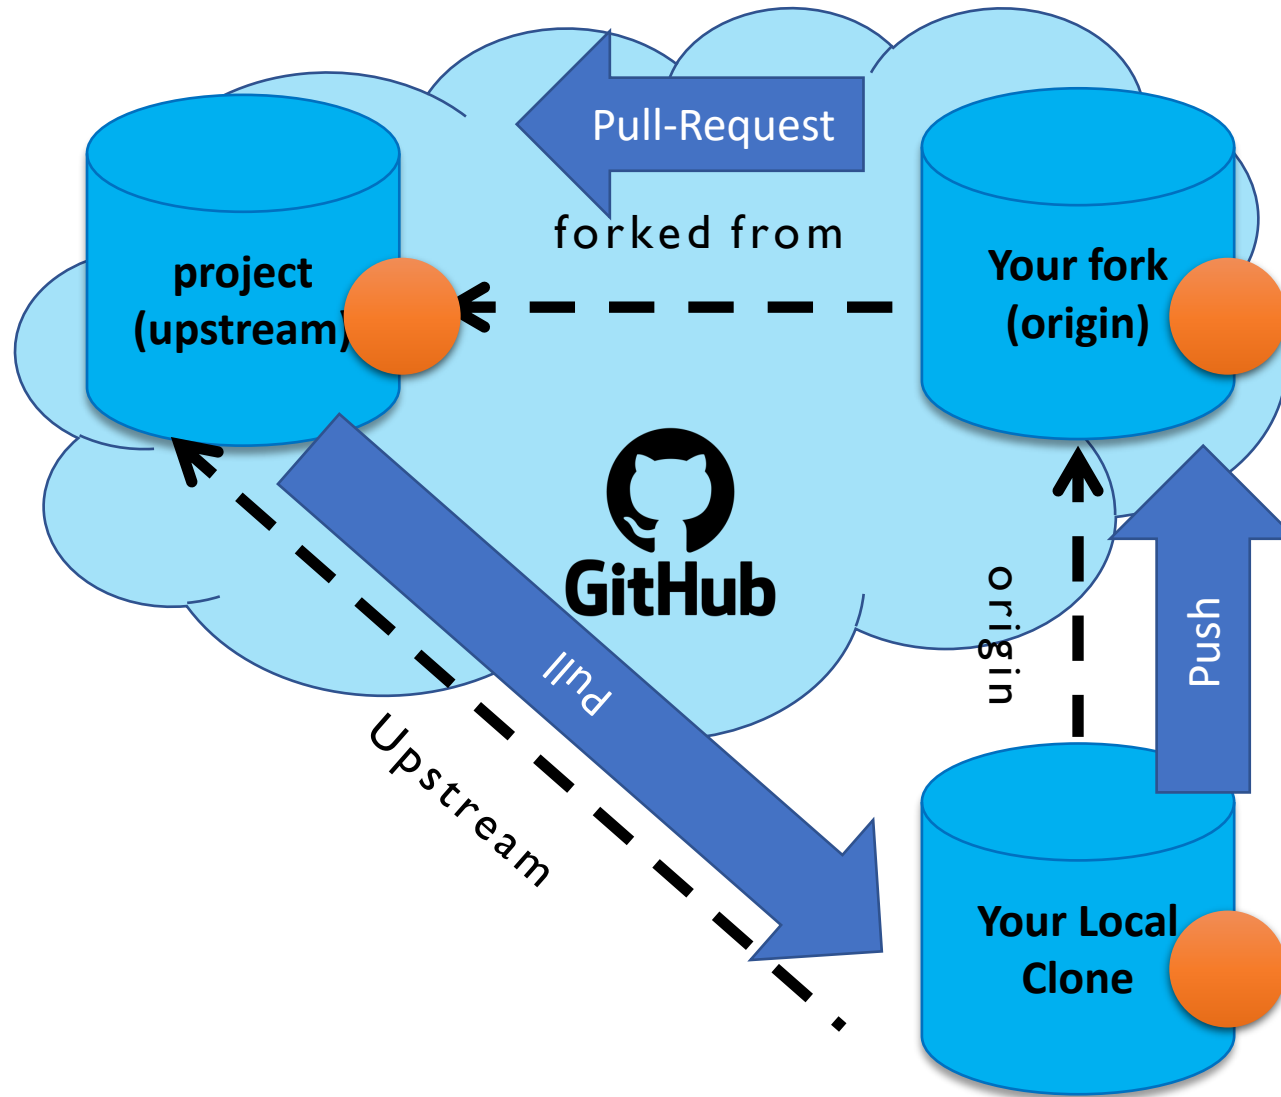 Pull-Request
forked from
project
(upstream)
Your fork
(origin)
GitHub
origin
Push
Pull
Upstream
Your Local
Clone